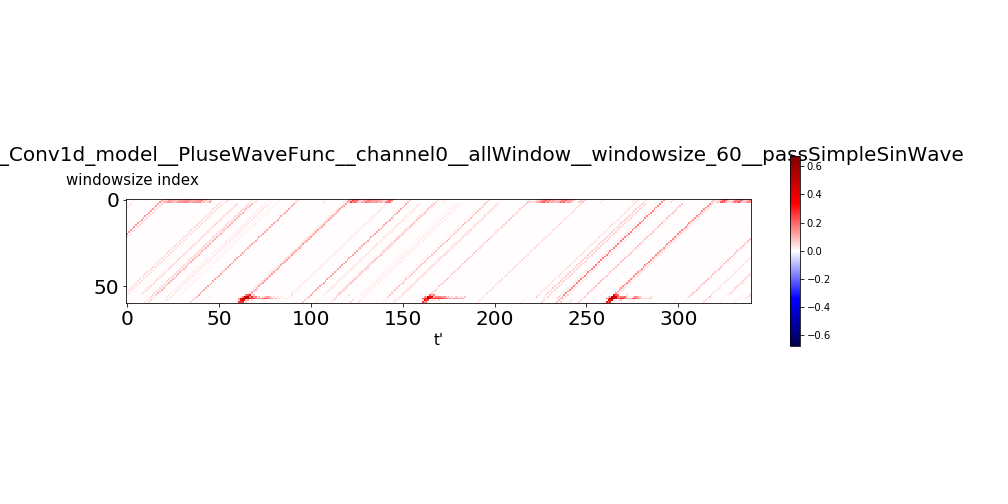 _Conv1d_model__PluseWaveFunc__channel0__allWindow__windowsize_60__passSimpleSinWave
windowsize index
0
50
0 50 100 150 200 250 300
t'
0.6
0.4
0.2
0.0
−0.2
−0.4
−0.6